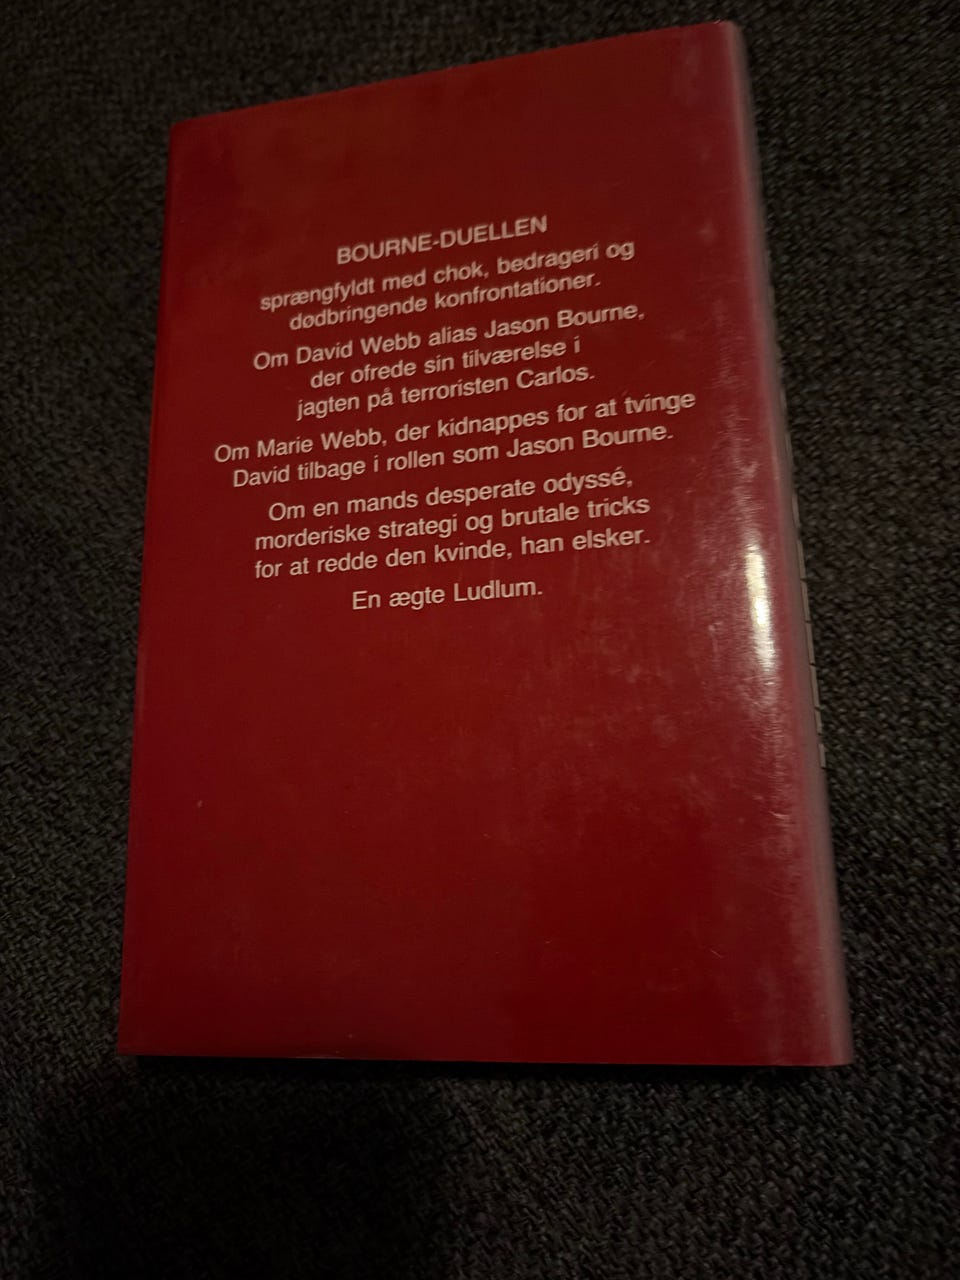 BOURNE-DUELLEN
sprængfyldt med chok, bedrageri og
dødbringende konfrontationer.
Om David Webb alias Jason Bourne,
der ofrede sin tilværelse i
jagten på terroristen Carlos.
Om Marie Webb, der kidnappes for at tvinge
David tilbage i rollen som Jason Bourne.
Om en mands desperate odyssé,
morderiske strategi og brutale tricks
for at redde den kvinde, han elsker.
En ægte Ludlum.